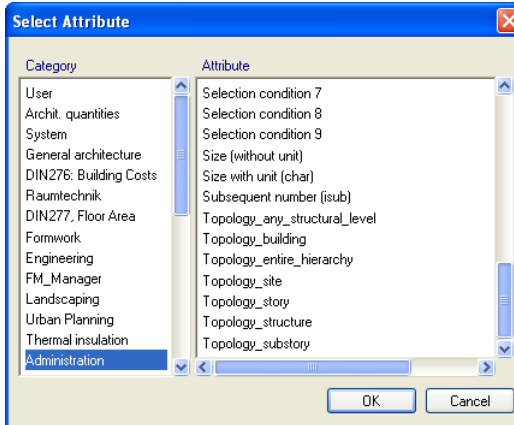 Select Attribute
Category
Attribute
User
Archit. quantities
System
General architecture
DIN276: Building Costs
Raumtechnik
DIN277, Floor Area
Formwork
Engineering
FM_Manager
Landscaping
Urban Planning
Thermal insulation
Administration
Selection condition 7
Selection condition 8
Selection condition 9
Size (without unit)
Size with unit (char)
Subsequent number (isub)
Topology_any_structural_level
Topology_building
Topology_entire_hierarchy
Topology_site
Topology_story
Topology_structure
Topology_substory
OK
Cancel